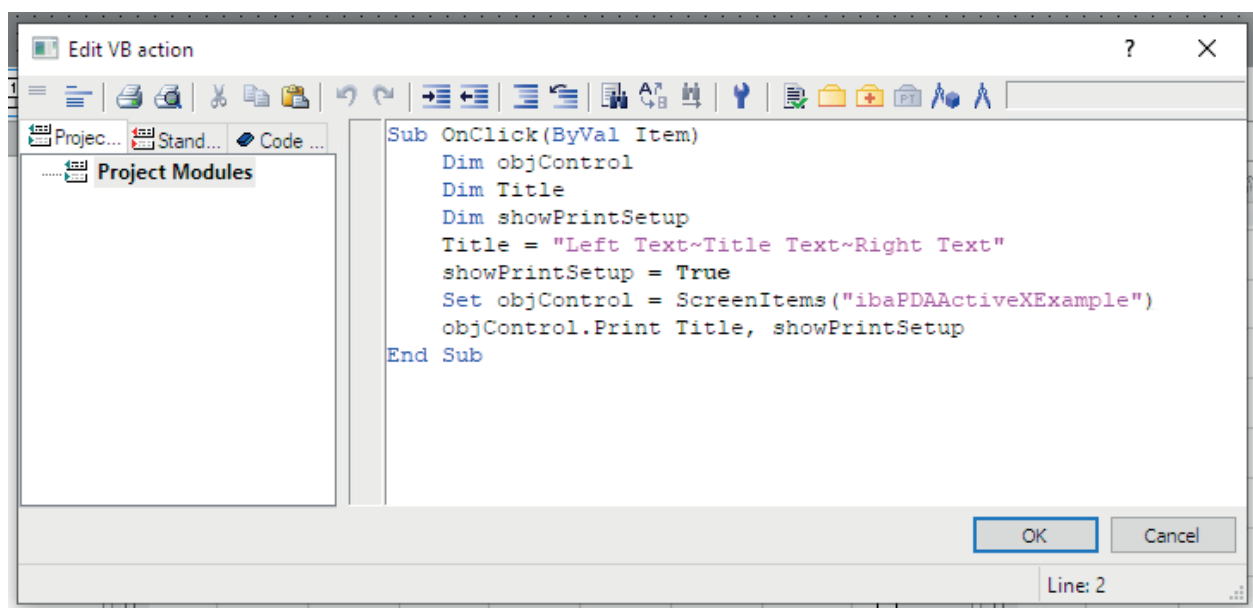 Edit VB action
?
Projec... Stand... Code ...
Project Modules
Sub OnClick(ByVal Item)
    Dim objControl
    Dim Title
    Dim showPrintSetup
    Title = "Left Text~Title Text~Right Text"
    showPrintSetup = True
    Set objControl = ScreenItems("ibaPDAActiveXExample")
    objControl.Print Title, showPrintSetup
End Sub
OK Cancel
Line: 2